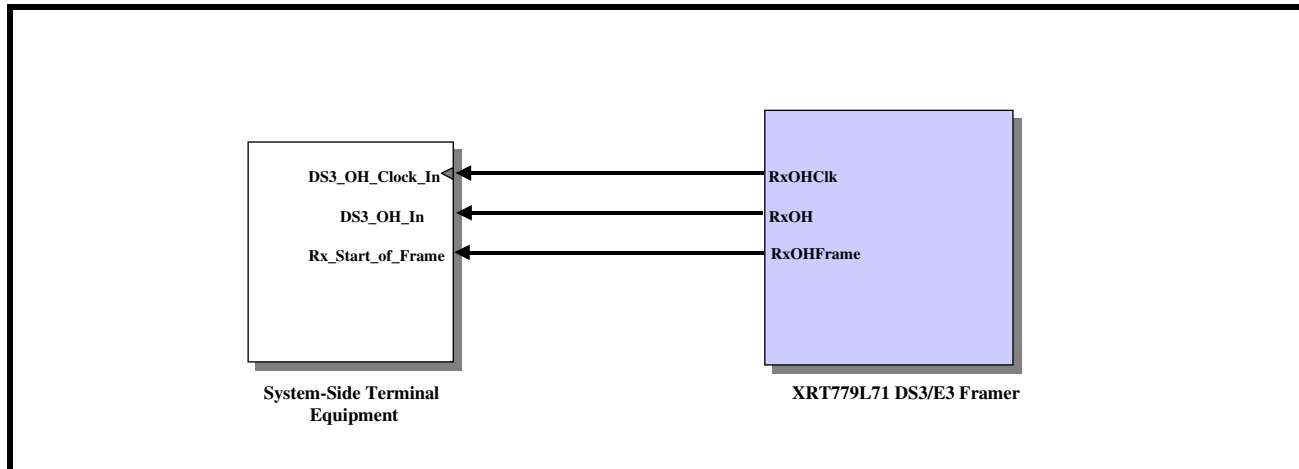 DS3_OH_Clock_In
RxOHClk
DS3_OH_In
RxOH
Rx_Start_of_Frame
RxOHFrame
System-Side Terminal
Equipment
XRT779L71 DS3/E3 Framer